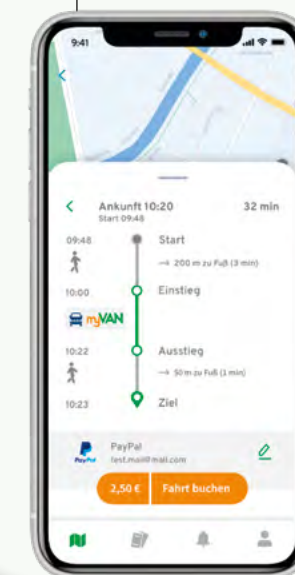 9:41
Ankunft 10:20 32 min
Start 09:48
09:48 Start
→ 200 m zu Fuß (3 min)
10:00 Einstieg
myVAN
10:22 Ausstieg
→ 50 m zu Fuß (1 min)
10:23 Ziel
PayPal
PayPal
test.mail@mail.com
2,50 € Fahrt buchen